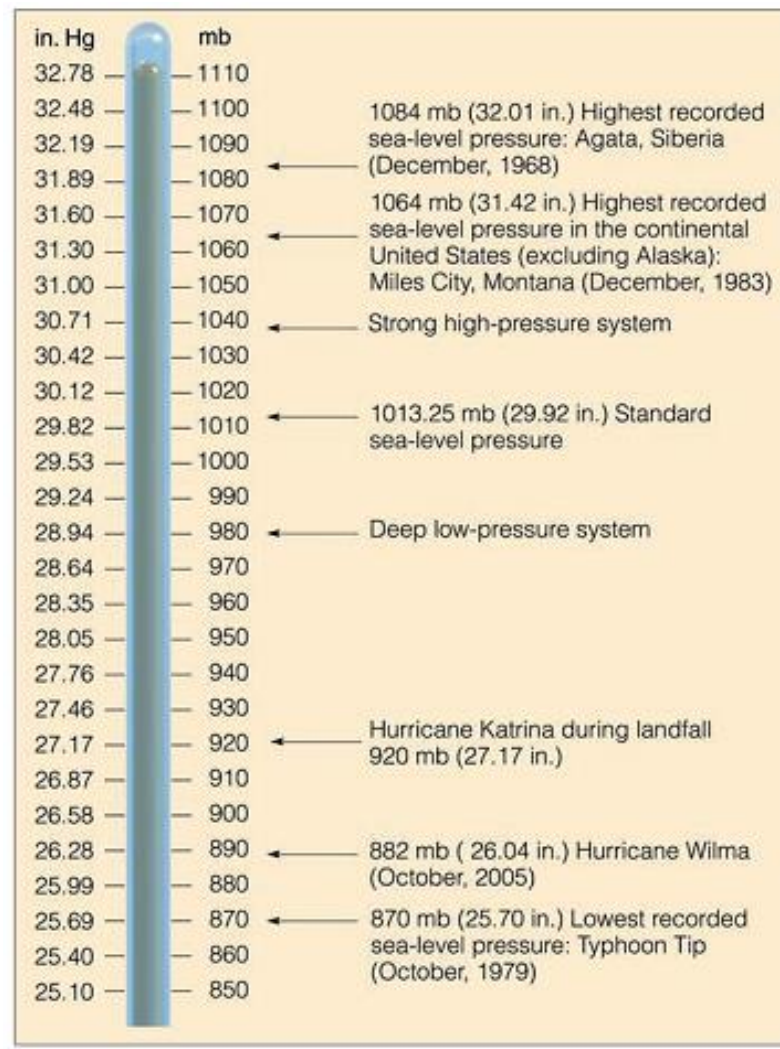 in. Hg mb
32.78 1110
32.48 1100
32.19 1090
31.89 1080
31.60 1070
31.30 1060
31.00 1050
30.71 1040
30.42 1030
30.12 1020
29.82 1010
29.53 1000
29.24 990
28.94 980
28.64 970
28.35 960
28.05 950
27.76 940
27.46 930
27.17 920
26.87 910
26.58 900
26.28 890
25.99 880
25.69 870
25.40 860
25.10 850
1084 mb (32.01 in.) Highest recorded
sea-level pressure: Agata, Siberia
(December, 1968)
1064 mb (31.42 in.) Highest recorded
sea-level pressure in the continental
United States (excluding Alaska):
Miles City, Montana (December, 1983)
Strong high-pressure system
1013.25 mb (29.92 in.) Standard
sea-level pressure
Deep low-pressure system
Hurricane Katrina during landfall
920 mb (27.17 in.)
882 mb ( 26.04 in.) Hurricane Wilma
(October, 2005)
870 mb (25.70 in.) Lowest recorded
sea-level pressure: Typhoon Tip
(October, 1979)